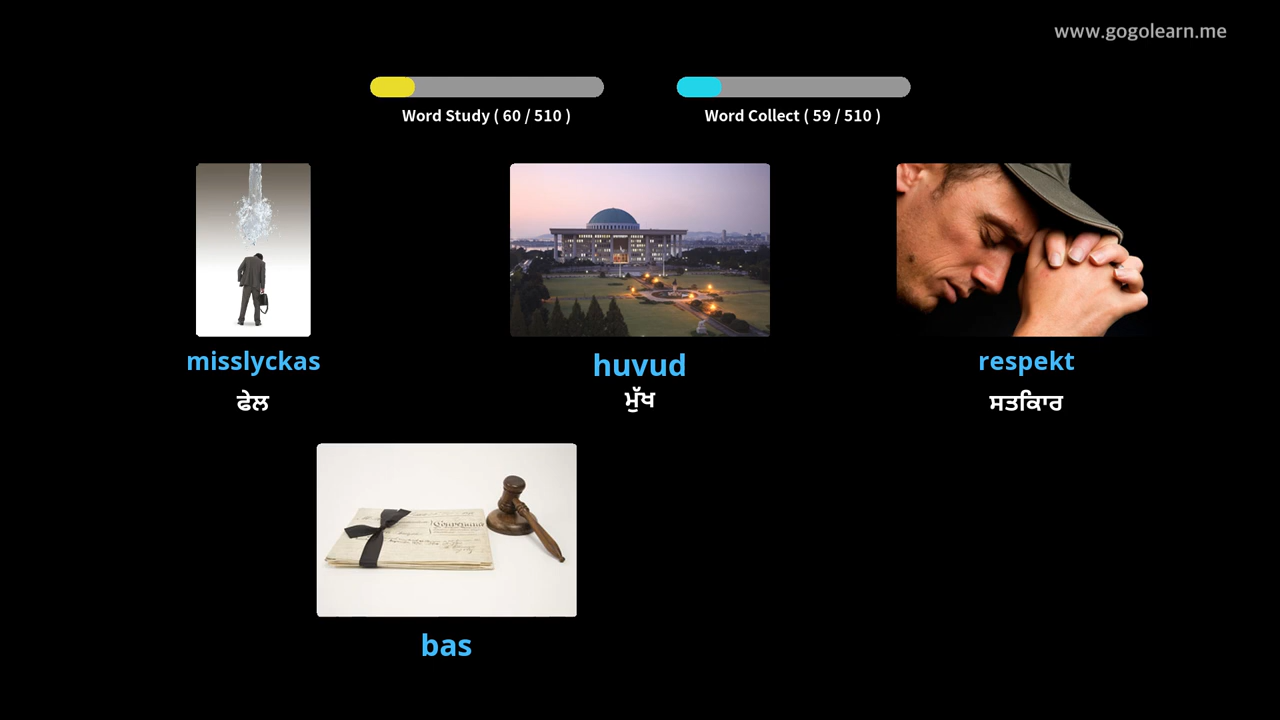 www.gogolearn.me
Word Study ( 60 / 510 )
Word Collect ( 59 / 510 )
misslyckas
huvud
respekt
ਫੇਲ
ਮੁੱਖ
ਸਤਕਿਾਰ
bas